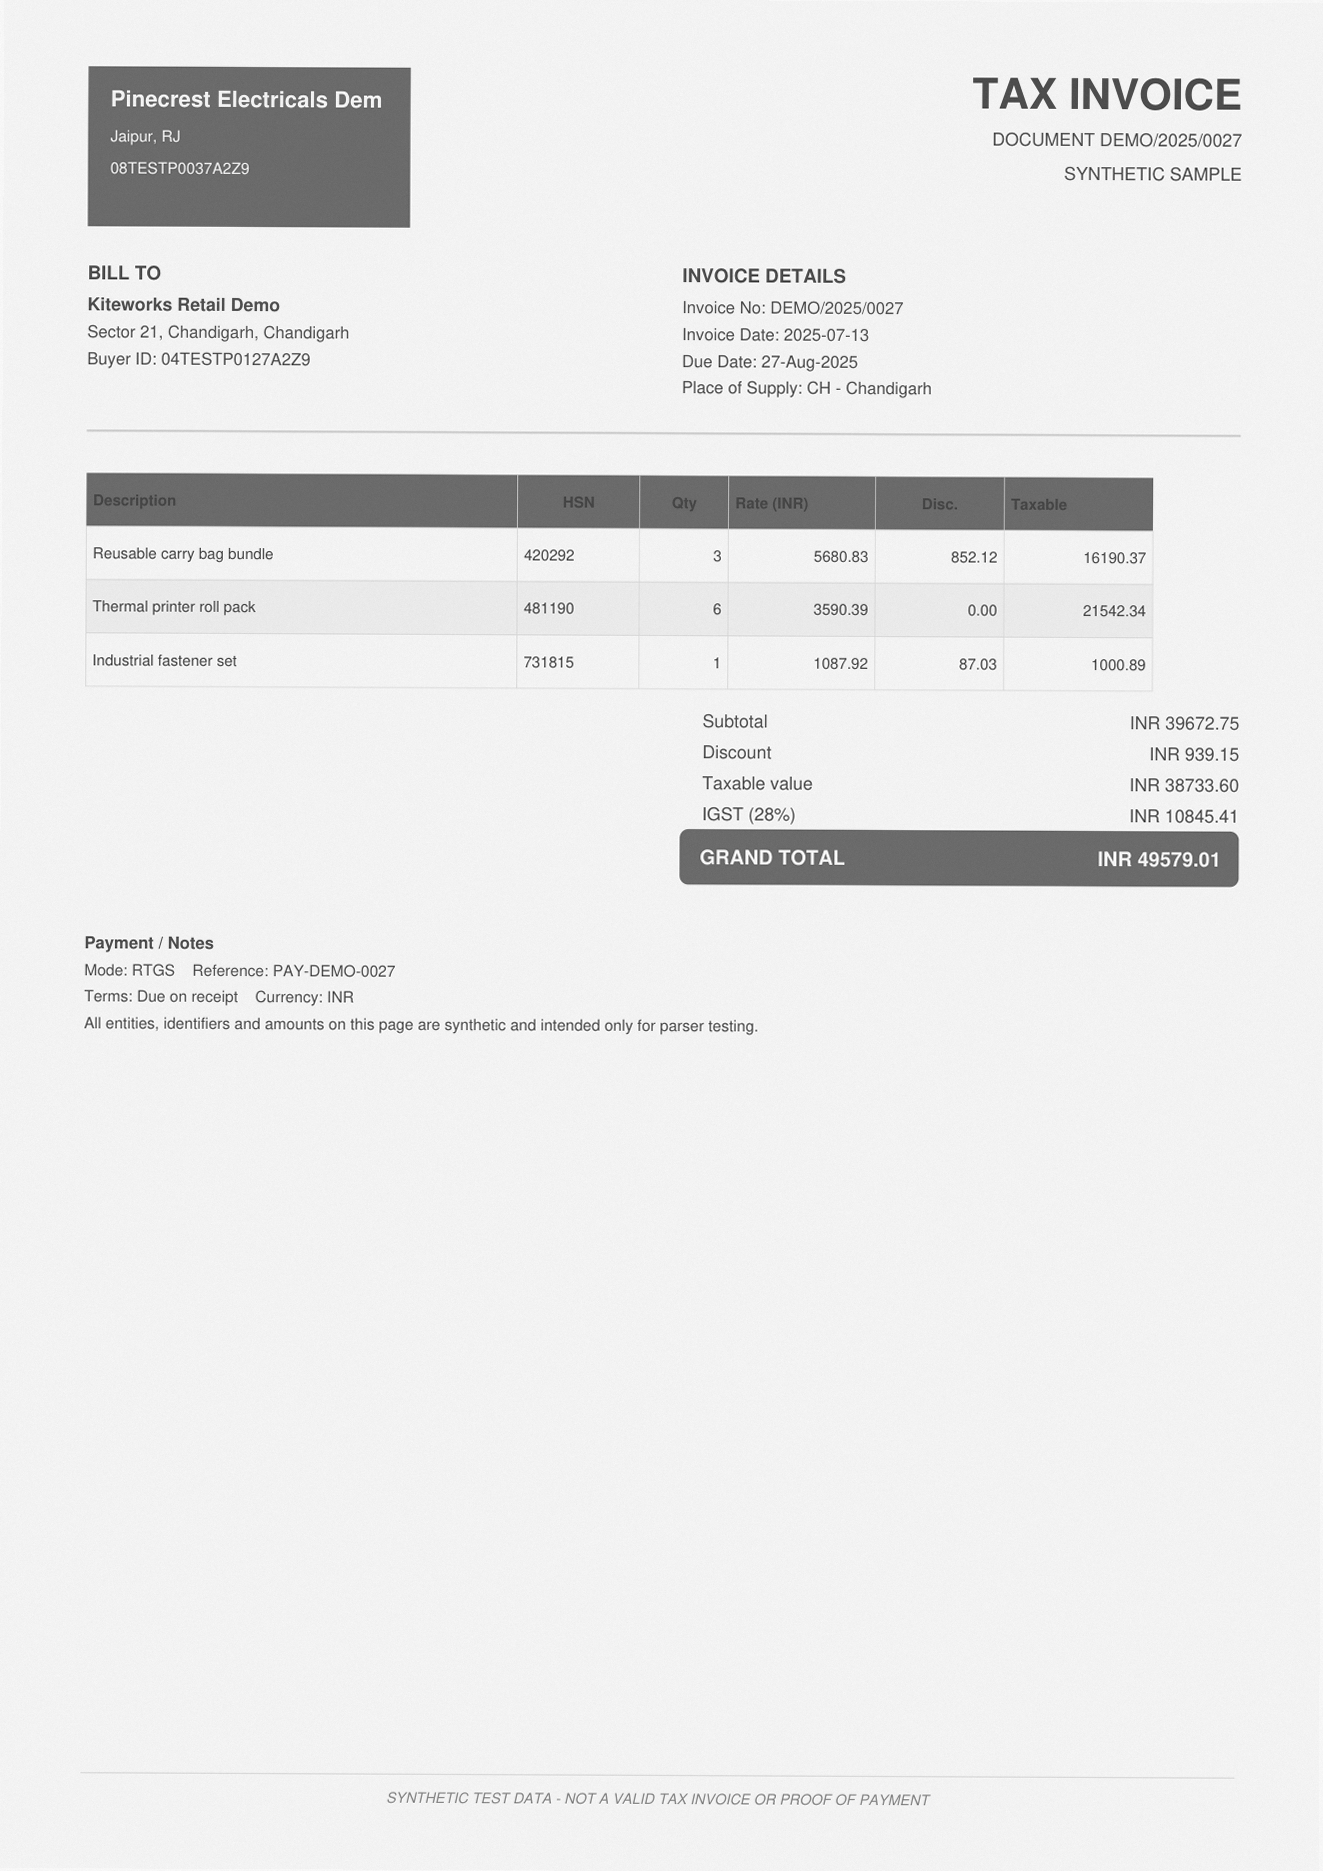 Pinecrest Electricals Dem
Jaipur, RJ
08TESTP0037A2Z9
TAX INVOICE
DOCUMENT DEMO/2025/0027
SYNTHETIC SAMPLE
BILL TO
Kiteworks Retail Demo
Sector 21, Chandigarh, Chandigarh
Buyer ID: 04TESTP0127A2Z9
INVOICE DETAILS
Invoice No: DEMO/2025/0027
Invoice Date: 2025-07-13
Due Date: 27-Aug-2025
Place of Supply: CH - Chandigarh
Description HSN Qty Rate (INR) Disc. Taxable
Reusable carry bag bundle 420292 3 5680.83 852.12 16190.37
Thermal printer roll pack 481190 6 3590.39 0.00 21542.34
Industrial fastener set 731815 1 1087.92 87.03 1000.89
Subtotal INR 39672.75
Discount INR 939.15
Taxable value INR 38733.60
IGST (28%) INR 10845.41
GRAND TOTAL INR 49579.01
Payment / Notes
Mode: RTGS Reference: PAY-DEMO-0027
Terms: Due on receipt Currency: INR
All entities, identifiers and amounts on this page are synthetic and intended only for parser testing.
SYNTHETIC TEST DATA - NOT A VALID TAX INVOICE OR PROOF OF PAYMENT